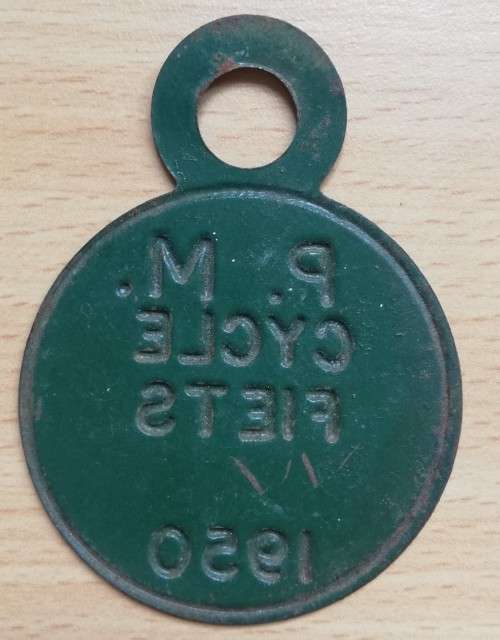 P. M.
CYCLE
FIETS
1950